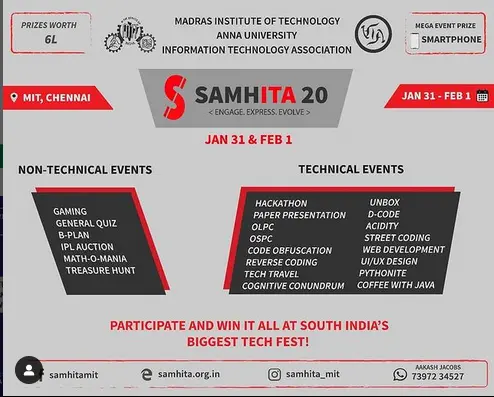 PRIZES WORTH
6L
MADRAS INSTITUTE OF TECHNOLOGY
ANNA UNIVERSITY
INFORMATION TECHNOLOGY ASSOCIATION
MEGA EVENT PRIZE
SMARTPHONE
MIT, CHENNAI
SAMHITA 20
< ENGAGE. EXPRESS. EVOLVE >
JAN 31 - FEB 1
JAN 31 & FEB 1
NON-TECHNICAL EVENTS
GAMING
GENERAL QUIZ
B-PLAN
IPL AUCTION
MATH-O-MANIA
TREASURE HUNT
TECHNICAL EVENTS
HACKATHON
PAPER PRESENTATION
OLPC
OSPC
CODE OBFUSCATION
REVERSE CODING
TECH TRAVEL
COGNITIVE CONUNDRUM
UNBOX
D-CODE
ACIDITY
STREET CODING
WEB DEVELOPMENT
UI/UX DESIGN
PYTHONITE
COFFEE WITH JAVA
PARTICIPATE AND WIN IT ALL AT SOUTH INDIA'S
BIGGEST TECH FEST!
samhitamit
samhita.org.in
samhita_mit
AAKASH JACOBS
73972 34527